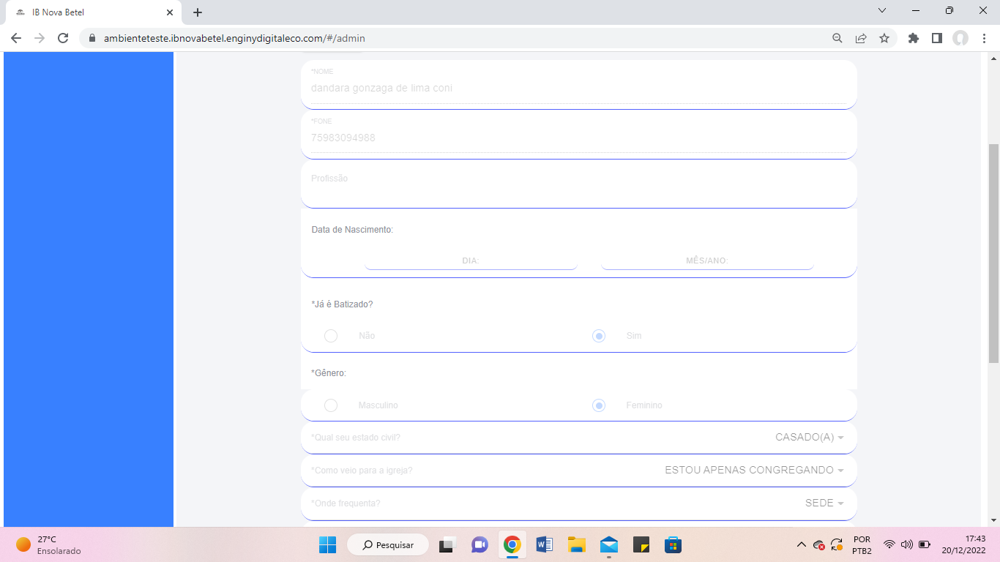 IB Nova Betel
ambienteteste.ibnovabetel.enginydigitaleco.com/#/admin
*NOME
dandara gonzaga de lima coni
*FONE
75983094988
Profissão
Data de Nascimento:
DIA: MÊS/ANO:
*Já é Batizado?
Não Sim
*Gênero:
Masculino Feminino
*Qual seu estado civil? CASADO(A)
*Como veio para a igreja? ESTOU APENAS CONGREGANDO
*Onde frequenta? SEDE
27°C
Ensolarado
Pesquisar
POR
PTB2
17:43
20/12/2022